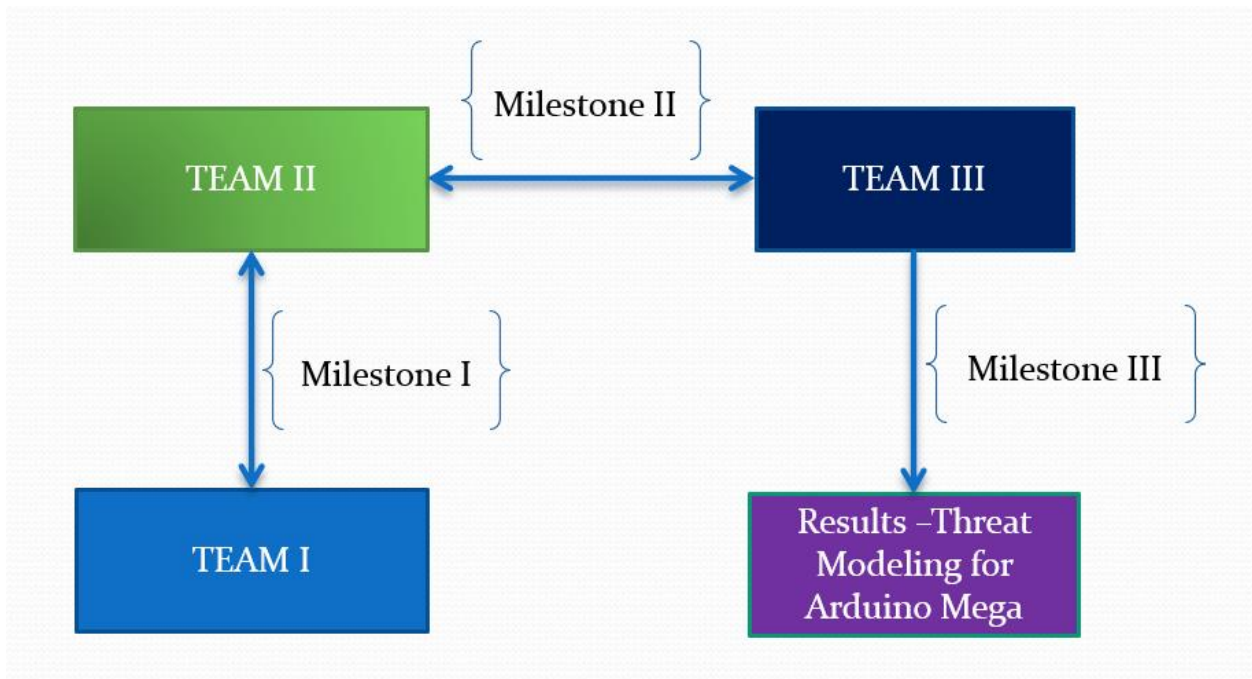 Milestone II
TEAM II
TEAM III
Milestone I
Milestone III
TEAM I
Results –Threat
Modeling for
Arduino Mega